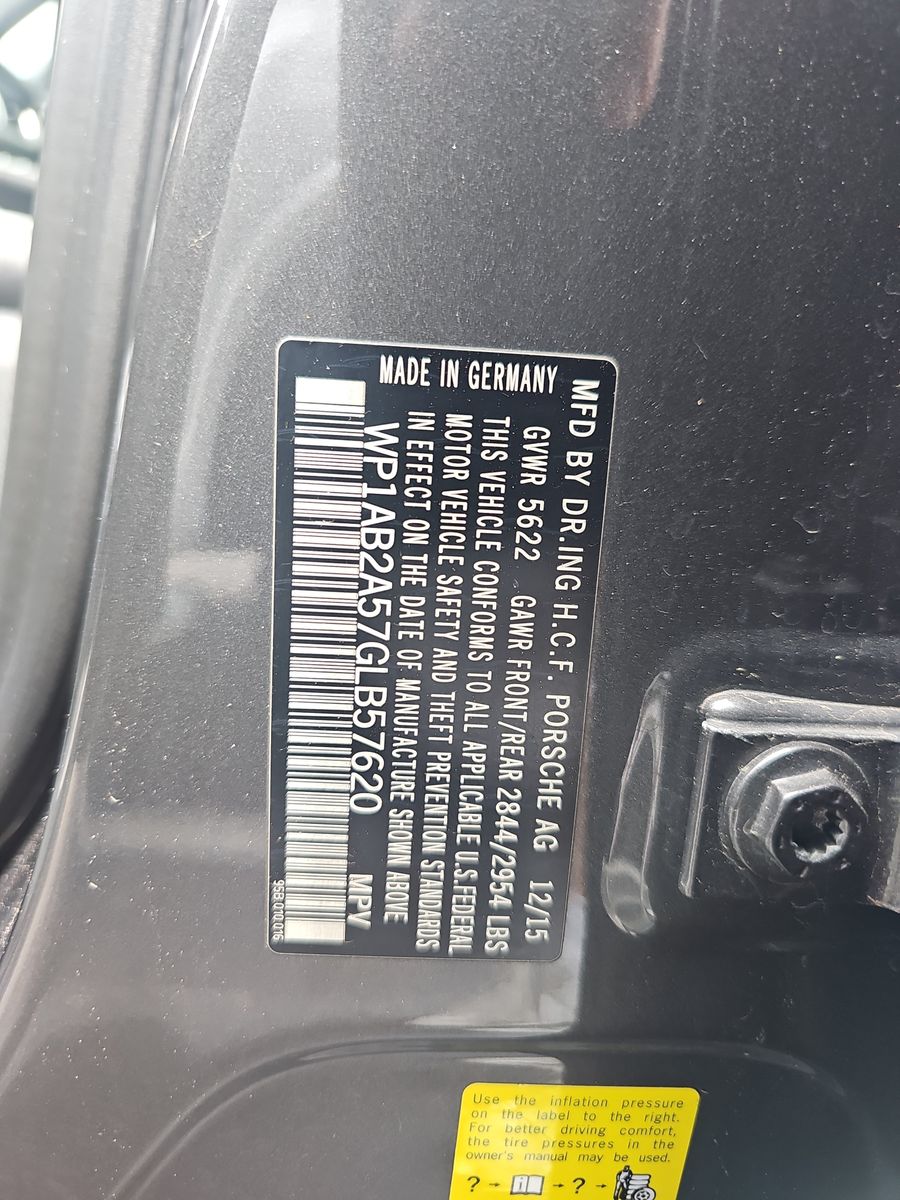 MFD BY DR.ING H.C.F. PORSCHE AG 12/15
GVWR 5622 GAWR FRONT/REAR 2844/2954 LBS
THIS VEHICLE CONFORMS TO ALL APPLICABLE U.S.FEDERAL
MOTOR VEHICLE SAFETY AND THEFT PREVENTION STANDARDS
IN EFFECT ON THE DATE OF MANUFACTURE SHOWN ABOVE
MADE IN GERMANY
WP1AB2A57GLB57620 MPV
95B.010.016
Use the inflation pressure
on the label to the right.
For better driving comfort,
the tire pressures in the
owner's manual may be used.
? - i - ? -